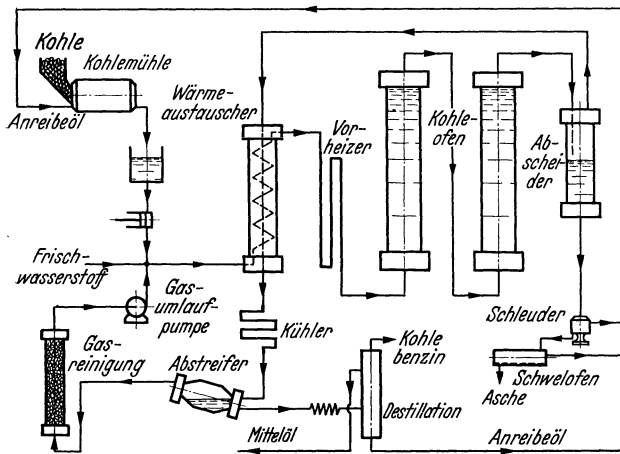 Kohle
Kohlemühle
Anreibeöl
Wärme-
austauscher
Vor-
heizer
Kohle-
ofen
Ab-
schei-
der
Frisch-
wasserstoff
Gas-
umlauf-
pumpe
Kühler
Schleuder
Gas-
reinigung
Abstreifer
Kohle
benzin
Schwelofen
Asche
Destillation
Mittelöl
Anreibeöl